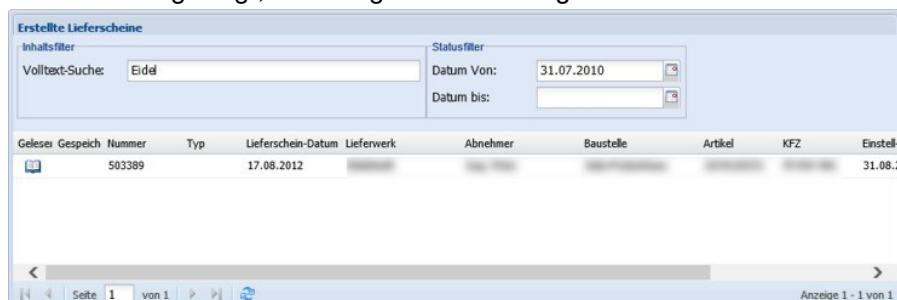 Erstellte Lieferscheine
Inhaltsfilter Statusfilter
Volltext-Suche: Eidel Datum Von: 31.07.2010
Datum bis:
Gelesen Gespeich Nummer Typ Lieferschein-Datum Lieferwerk Abnehmer Baustelle Artikel KFZ Einstell-
503389 17.08.2012 31.08.2
Seite 1 von 1 Anzeige 1 - 1 von 1